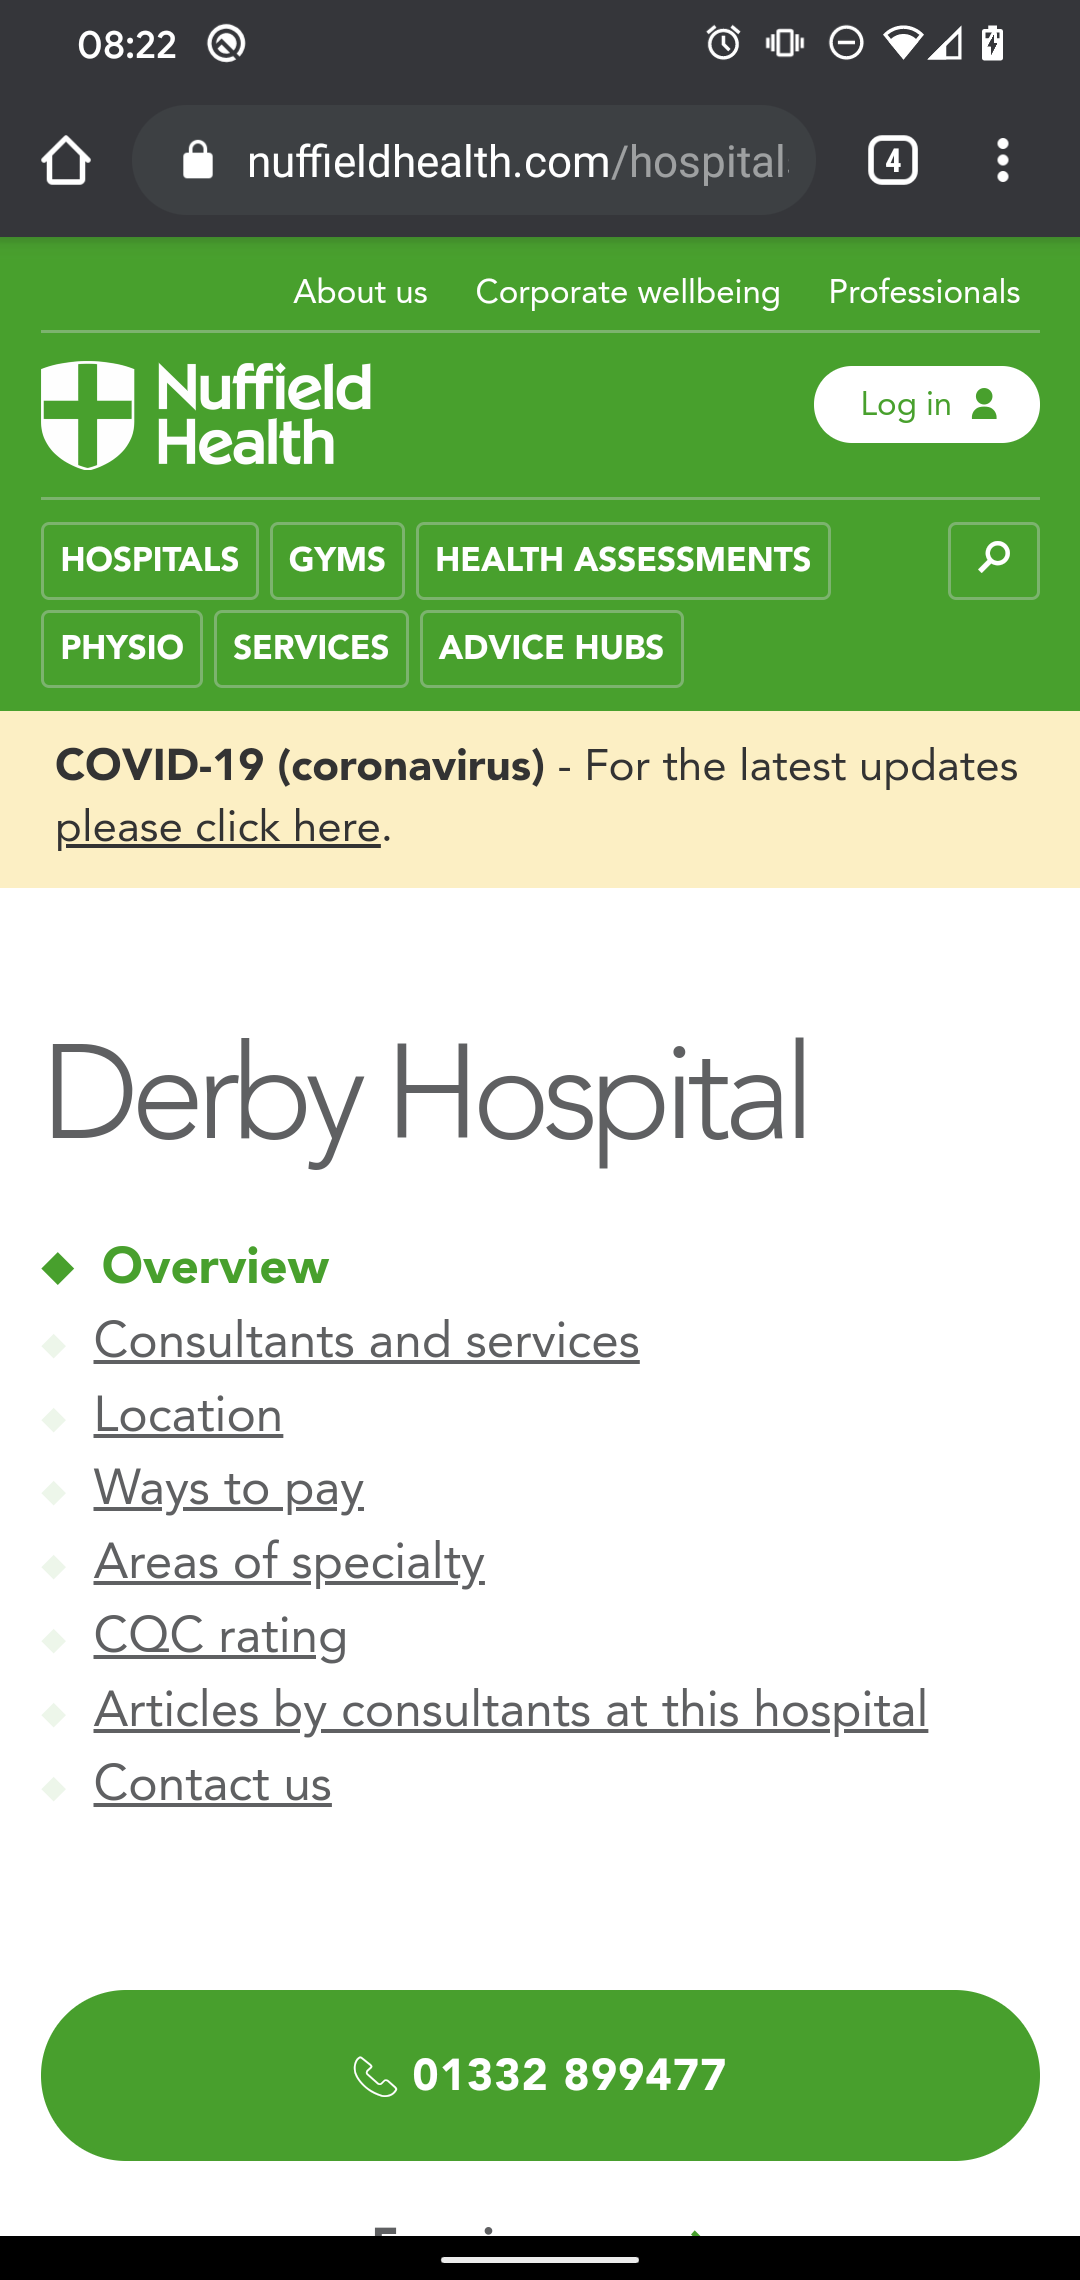 08:22
nuffieldhealth.com/hospital
4
About us Corporate wellbeing Professionals
Nuffield
Health
Log in
HOSPITALS GYMS HEALTH ASSESSMENTS
PHYSIO SERVICES ADVICE HUBS
COVID-19 (coronavirus) - For the latest updates
please click here.
Derby Hospital
Overview
Consultants and services
Location
Ways to pay
Areas of specialty
CQC rating
Articles by consultants at this hospital
Contact us
01332 899477